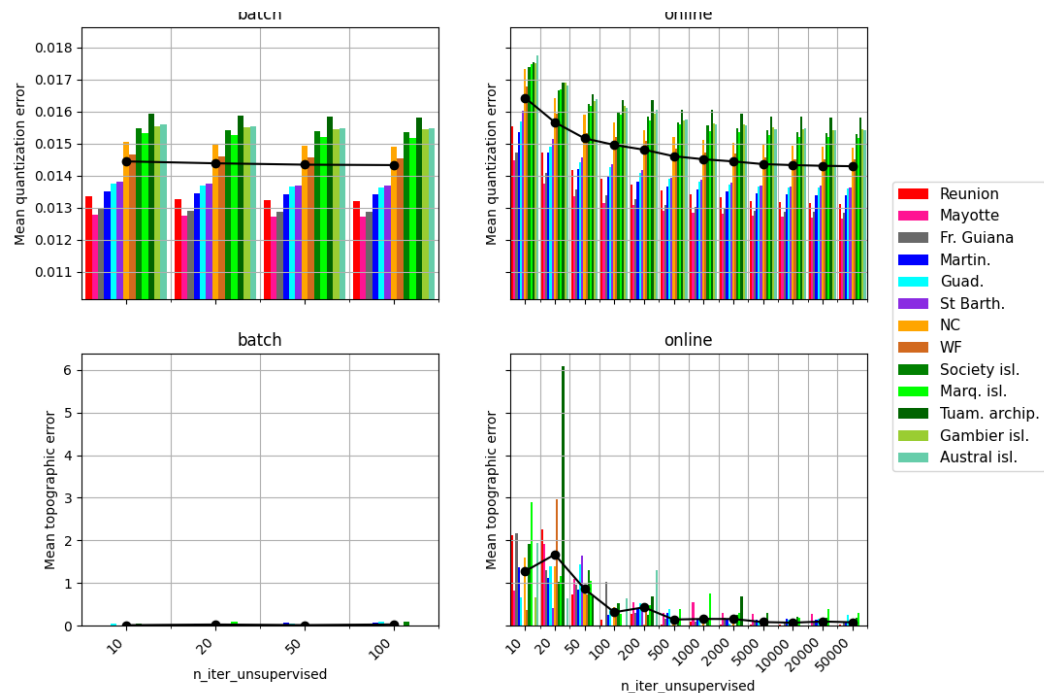 batch
online
Mean quantization error
0.018
0.017
0.016
0.015
0.014
0.013
0.012
0.011
Mean quantization error
Reunion
Mayotte
Fr. Guiana
Martin.
Guad.
St Barth.
NC
WF
Society isl.
Marq. isl.
Tuam. archip.
Gambier isl.
Austral isl.
batch
online
Mean topographic error
6
5
4
3
2
1
0
Mean topographic error
10
20
50
100
n_iter_unsupervised
10
20
50
100
200
500
1000
2000
5000
10000
20000
50000
n_iter_unsupervised